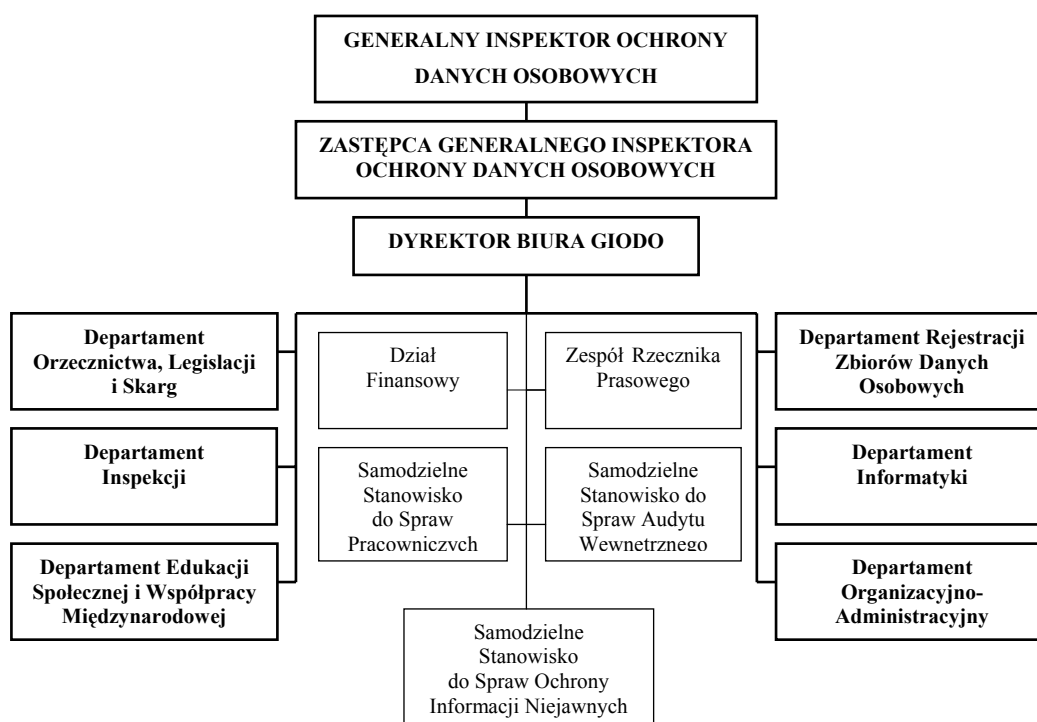 GENERALNY INSPEKTOR OCHRONY
DANYCH OSOBOWYCH
ZASTĘPCA GENERALNEGO INSPEKTORA
OCHRONY DANYCH OSOBOWYCH
DYREKTOR BIURA GIODO
Departament
Orzecznictwa, Legislacji
i Skarg
Dział
Finansowy
Zespół Rzecznika
Prasowego
Departament Rejestracji
Zbiorów Danych
Osobowych
Departament
Inspekcji
Samodzielne
Stanowisko
do Spraw
Pracowniczych
Samodzielne
Stanowisko do
Spraw Audytu
Wewnętrznego
Departament
Informatyki
Departament Edukacji
Społecznej i Współpracy
Międzynarodowej
Departament
Organizacyjno-
Administracyjny
Samodzielne
Stanowisko
do Spraw Ochrony
Informacji Niejawnych